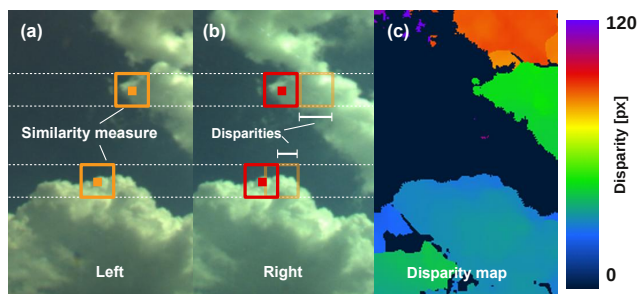 (a)
(b)
(c)
120
Similarity measure
Disparities
Disparity [px]
Left
Right
Disparity map
0